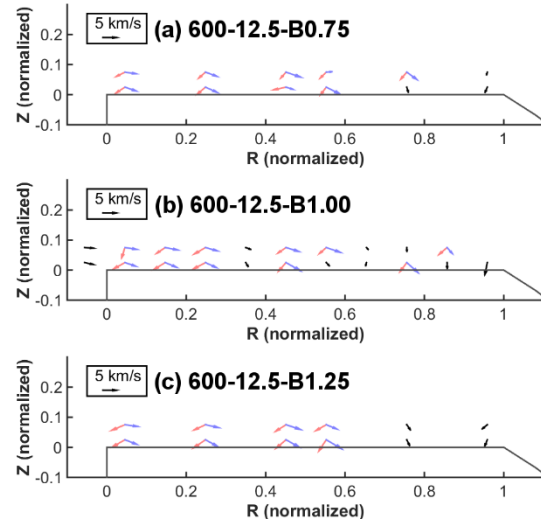 5 km/s
(a) 600-12.5-B0.75
Z (normalized)
0.2
0.1
0
-0.1
0 0.2 0.4 0.6 0.8 1
R (normalized)
5 km/s
(b) 600-12.5-B1.00
Z (normalized)
0.2
0.1
0
-0.1
0 0.2 0.4 0.6 0.8 1
R (normalized)
5 km/s
(c) 600-12.5-B1.25
Z (normalized)
0.2
0.1
0
-0.1
0 0.2 0.4 0.6 0.8 1
R (normalized)